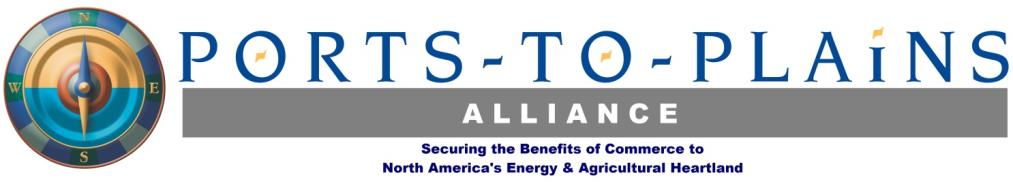 N
W
E
S
PORTS-TO-PLAiNS
ALLIANCE
Securing the Benefits of Commerce to
North America's Energy & Agricultural Heartland